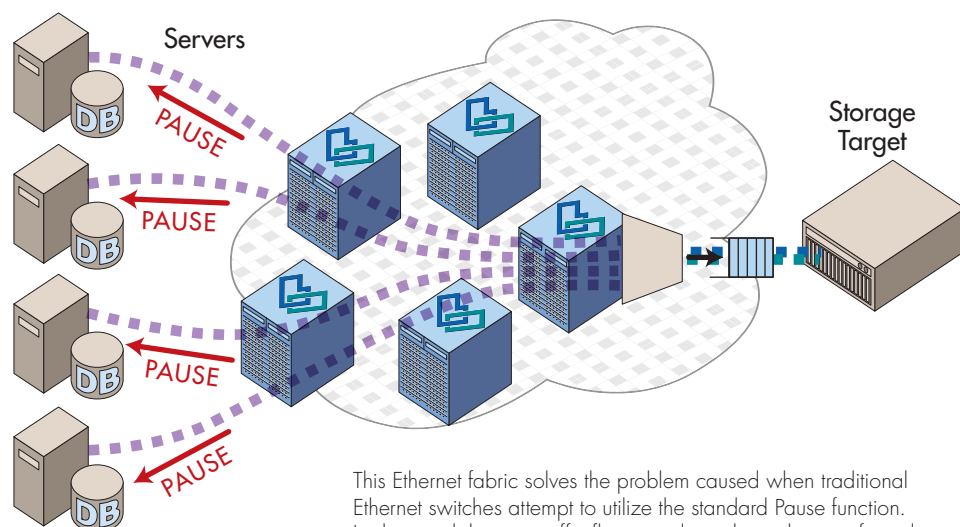 Servers
PAUSE
DB
Storage
Target
PAUSE
DB
PAUSE
DB
PAUSE
DB
This Ethernet fabric solves the problem caused when traditional
Ethernet switches attempt to utilize the standard Pause function.